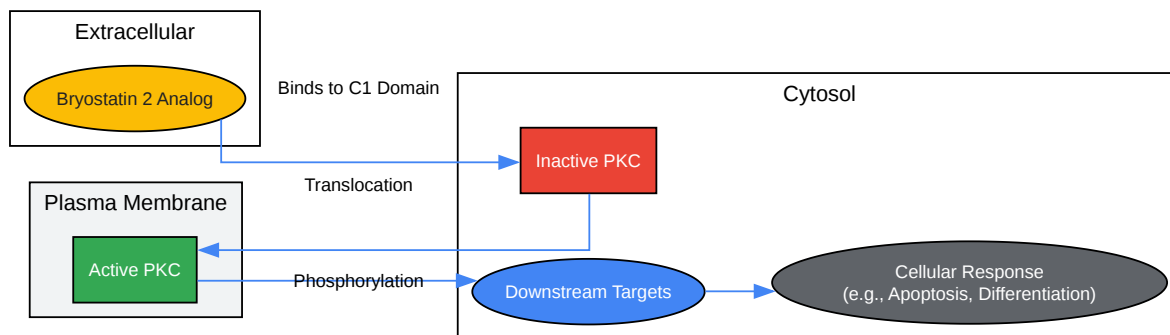 Extracellular
Bryostatin 2 Analog
Binds to C1 Domain
Cytosol
Inactive PKC
Translocation
Plasma Membrane
Active PKC
Phosphorylation
Downstream Targets
Cellular Response
(e.g., Apoptosis, Differentiation)